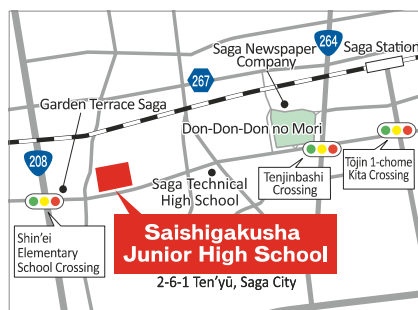 264
Saga Newspaper
Company
Saga Station
267
Garden Terrace Saga
Don-Don-Don no Mori
208
Tenjinbashi
Crossing
Tōjin 1-chome
Kita Crossing
Saga Technical
High School
Shin'ei
Elementary
School Crossing
Saishigakusha
Junior High School
2-6-1 Ten'yū, Saga City